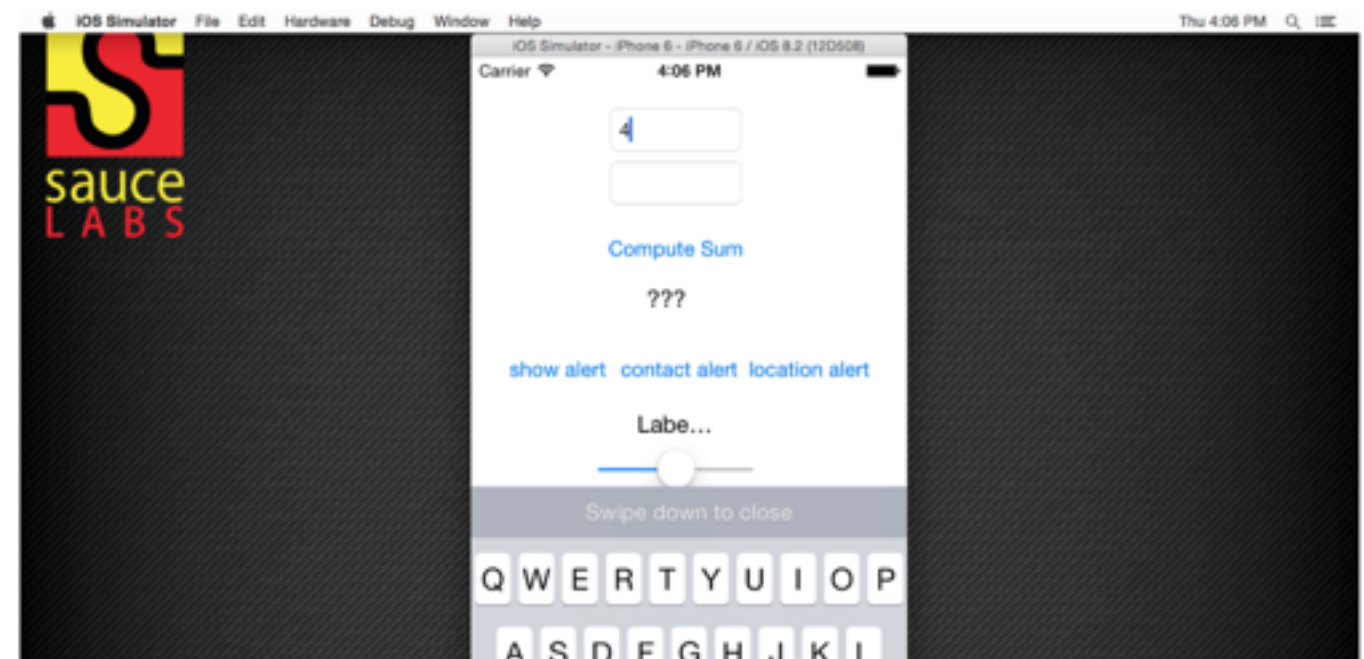 iOS Simulator File Edit Hardware Debug Window Help Thu 4:06 PM
sauce
LABS
iOS Simulator - iPhone 6 - iPhone 6 / iOS 8.2 (12D508)
Carrier 4:06 PM
4
Compute Sum
???
show alert contact alert location alert
Labe...
Swipe down to close
Q W E R T Y U I O P
A S D F G H J K L